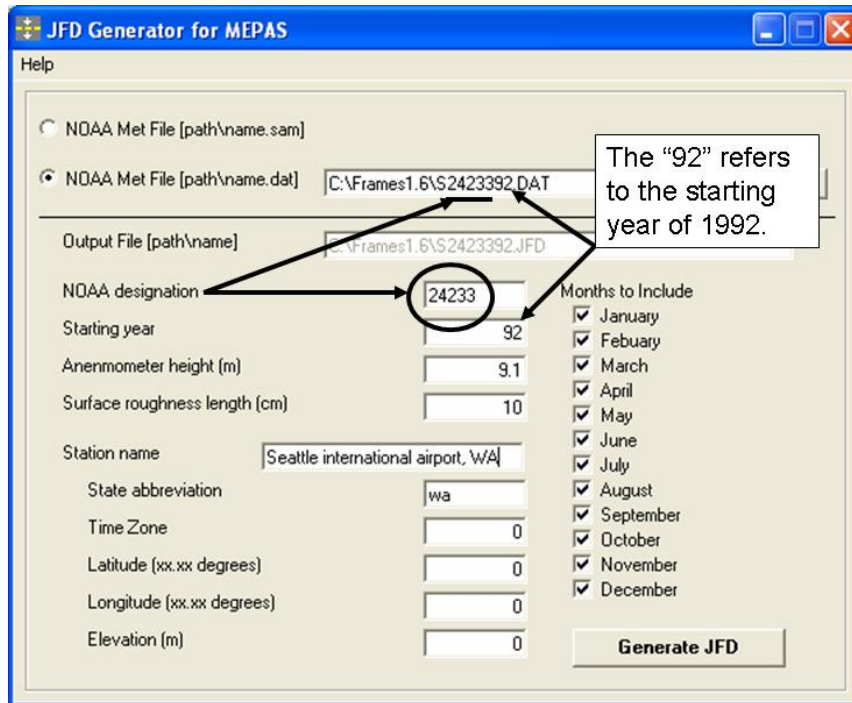 JFD Generator for MEPAS
Help
NOAA Met File [path\name.sam]
NOAA Met File [path\name.dat]
C:\Frames1.6\S2423392.DAT
The “92” refers
to the starting
year of 1992.
Output File [path\name]
C:\Frames1.6\S2423392.JFD
NOAA designation
24233
Starting year
92
Anenmometer height (m)
9.1
Surface roughness length (cm)
10
Station name
Seattle international airport, WA
State abbreviation
wa
Time Zone
0
Latitude (xx.xx degrees)
0
Longitude (xx.xx degrees)
0
Elevation (m)
0
Months to Include
January
Febuary
March
April
May
June
July
August
September
October
November
December
Generate JFD